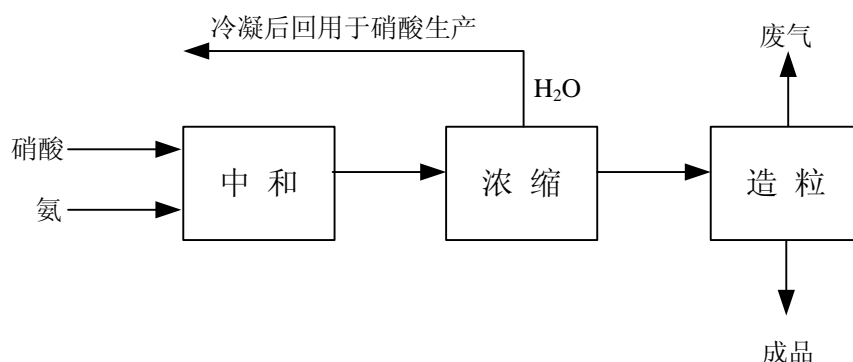 冷凝后回用于硝酸生产
废气
H₂O
硝酸
氨
中 和
浓 缩
造 粒
成品